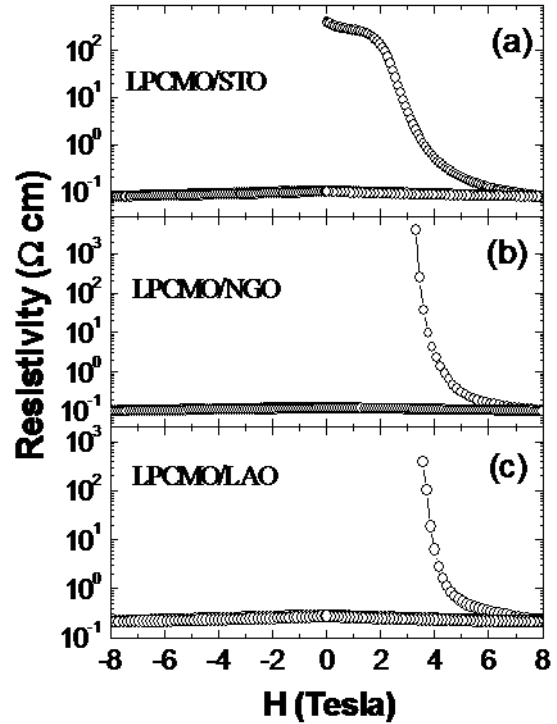 Resistivity (Ω cm)
(a)
LPCMO/STO
10²
10¹
10⁰
10⁻¹
(b)
LPCMO/NGO
10³
10²
10¹
10⁰
10⁻¹
(c)
LPCMO/LAO
10³
10²
10¹
10⁰
10⁻¹
-8 -6 -4 -2 0 2 4 6 8
H (Tesla)